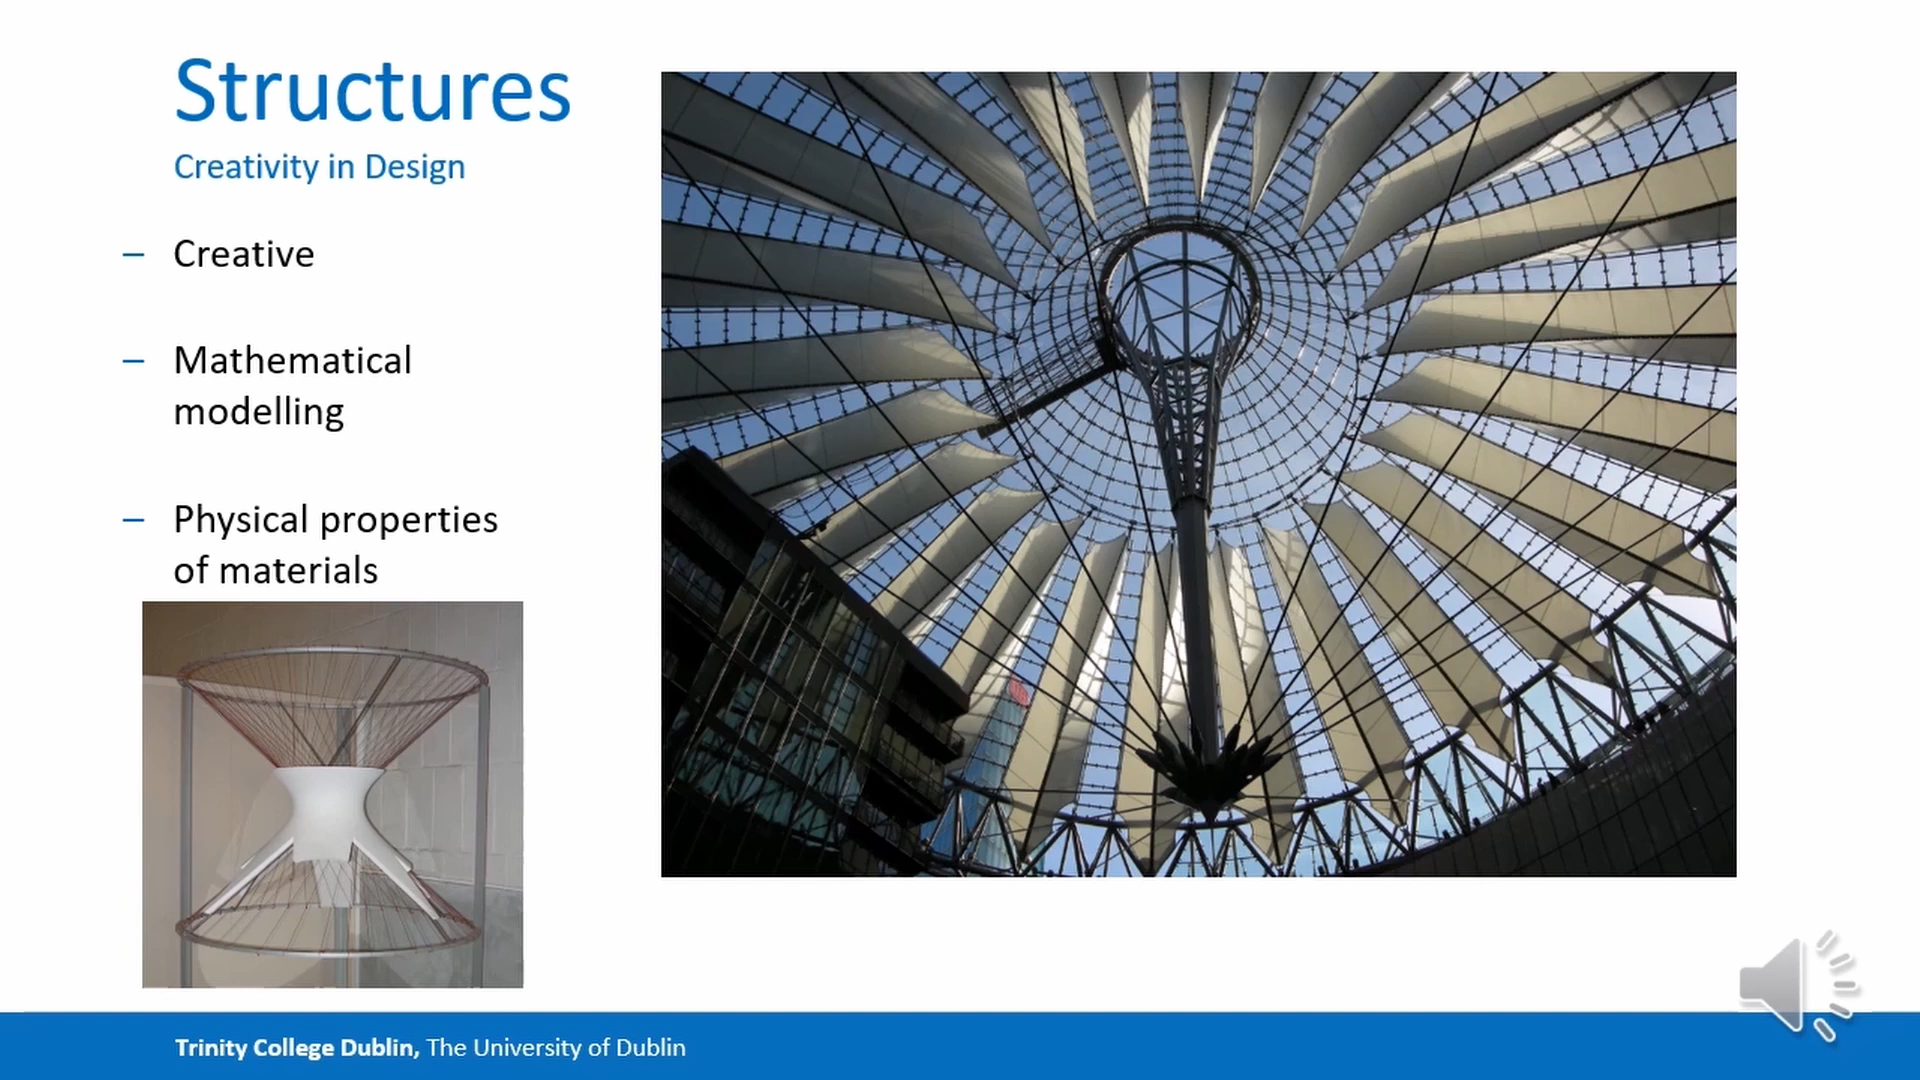 Structures
Creativity in Design
– Creative
– Mathematical
modelling
– Physical properties
of materials
Trinity College Dublin, The University of Dublin